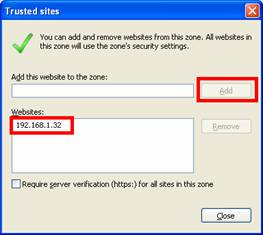 Trusted sites
You can add and remove websites from this zone. All websites in
this zone will use the zone's security settings.
Add this website to the zone:
Add
Websites:
192.168.1.32
Remove
Require server verification (https:) for all sites in this zone
Close